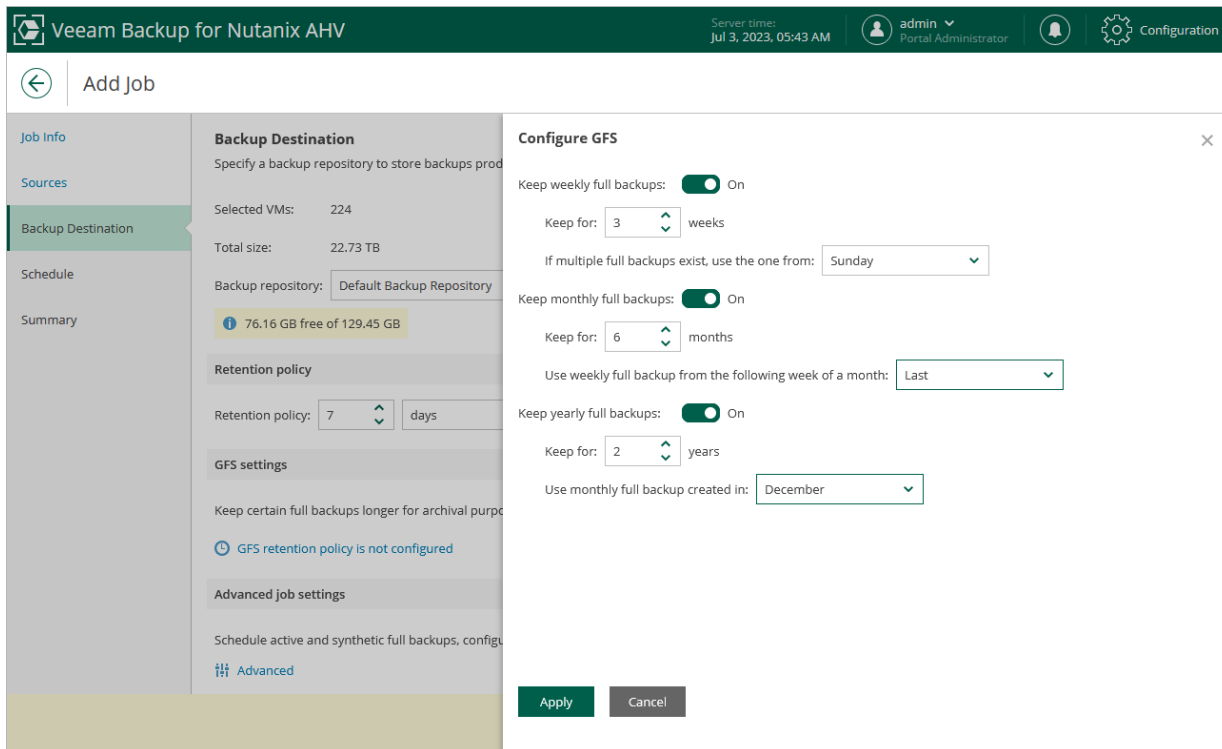 Veeam Backup for Nutanix AHV
Server time:
Jul 3, 2023, 05:43 AM
admin
Portal Administrator
Configuration
Add Job
Job Info
Sources
Backup Destination
Schedule
Summary
Backup Destination
Specify a backup repository to store backups prod
Selected VMs: 224
Total size: 22.73 TB
Backup repository: Default Backup Repository
76.16 GB free of 129.45 GB
Retention policy
Retention policy: 7 days
GFS settings
Keep certain full backups longer for archival purpo
GFS retention policy is not configured
Advanced job settings
Schedule active and synthetic full backups, configu
Advanced
Configure GFS
Keep weekly full backups: On
Keep for: 3 weeks
If multiple full backups exist, use the one from: Sunday
Keep monthly full backups: On
Keep for: 6 months
Use weekly full backup from the following week of a month: Last
Keep yearly full backups: On
Keep for: 2 years
Use monthly full backup created in: December
Apply
Cancel